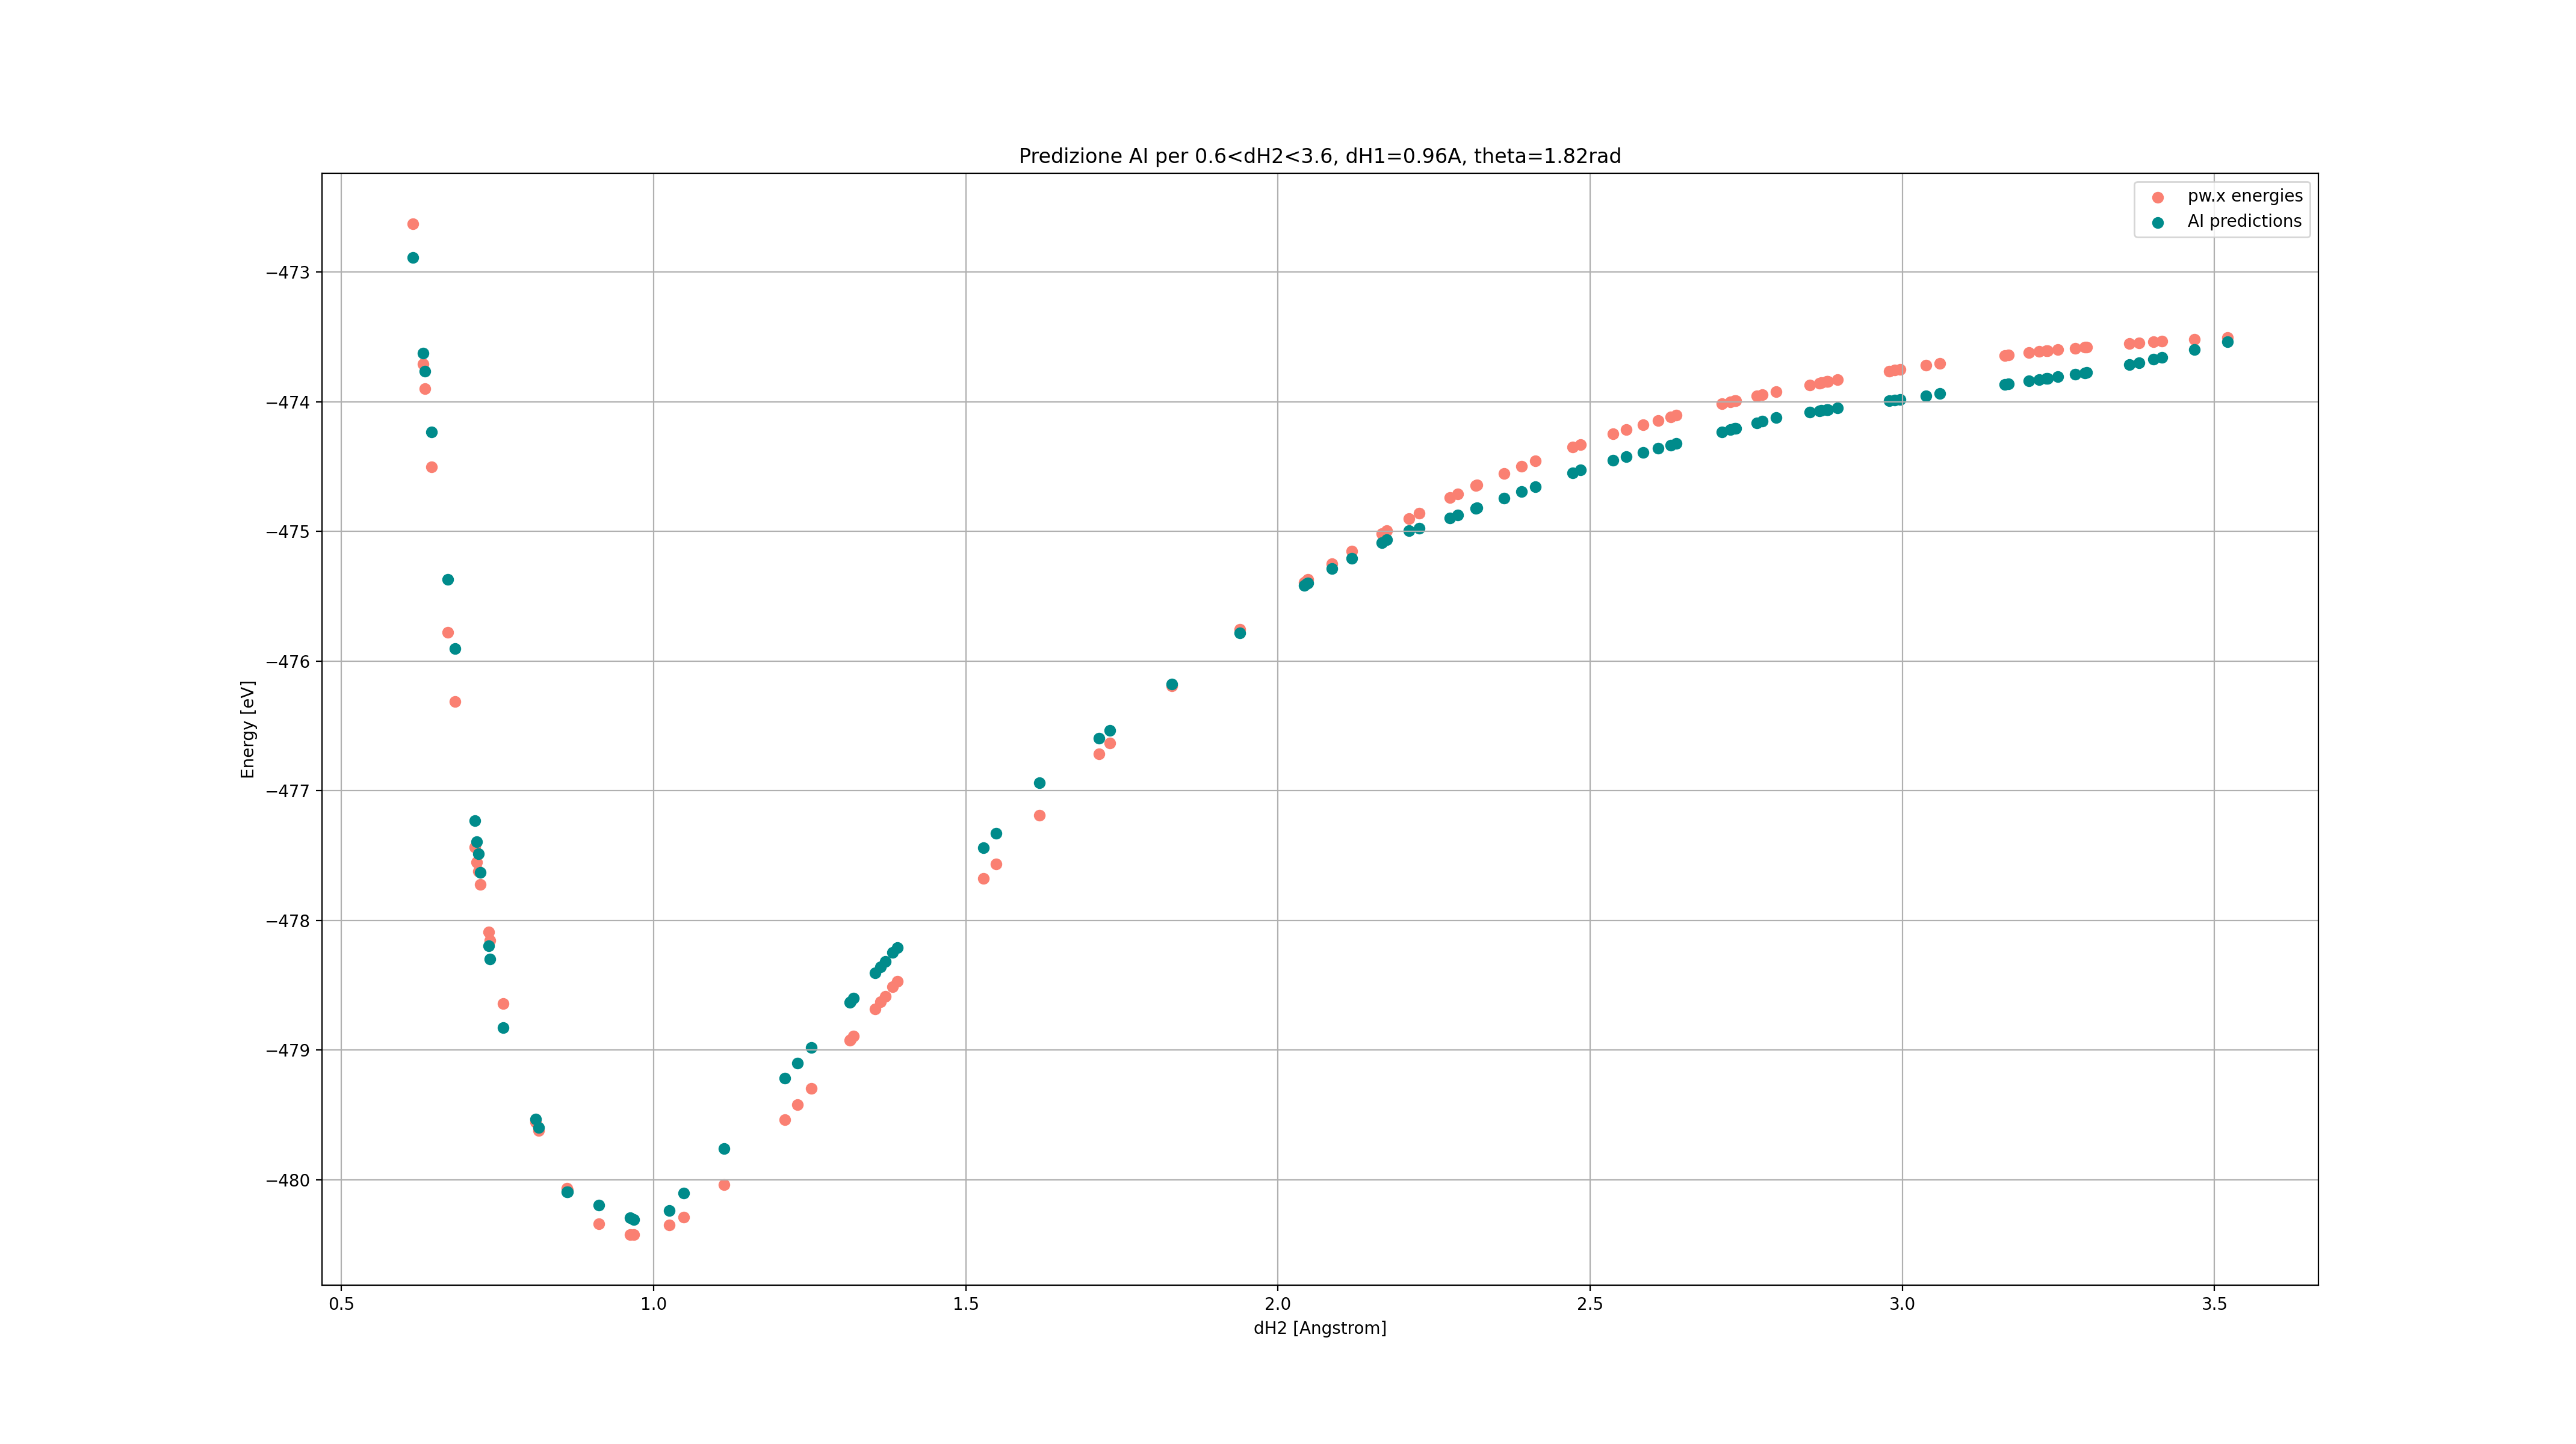 Predizione AI per 0.6<dH2<3.6, dH1=0.96A, theta=1.82rad
pw.x energies
AI predictions
−473
−474
−475
−476
−477
−478
−479
−480
Energy [eV]
0.5 1.0 1.5 2.0 2.5 3.0 3.5
dH2 [Angstrom]